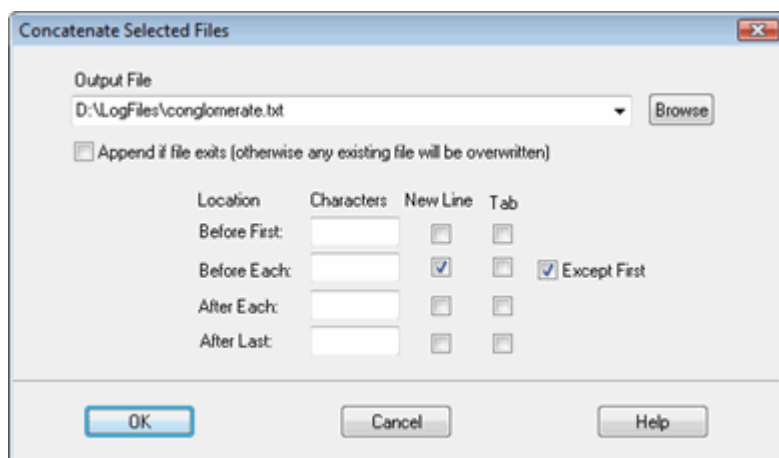 Concatenate Selected Files
Output File
D:\LogFiles\conglomerate.txt
Browse
Append if file exits (otherwise any existing file will be overwritten)
Location Characters New Line Tab
Before First:
Before Each: Except First
After Each:
After Last:
OK Cancel Help